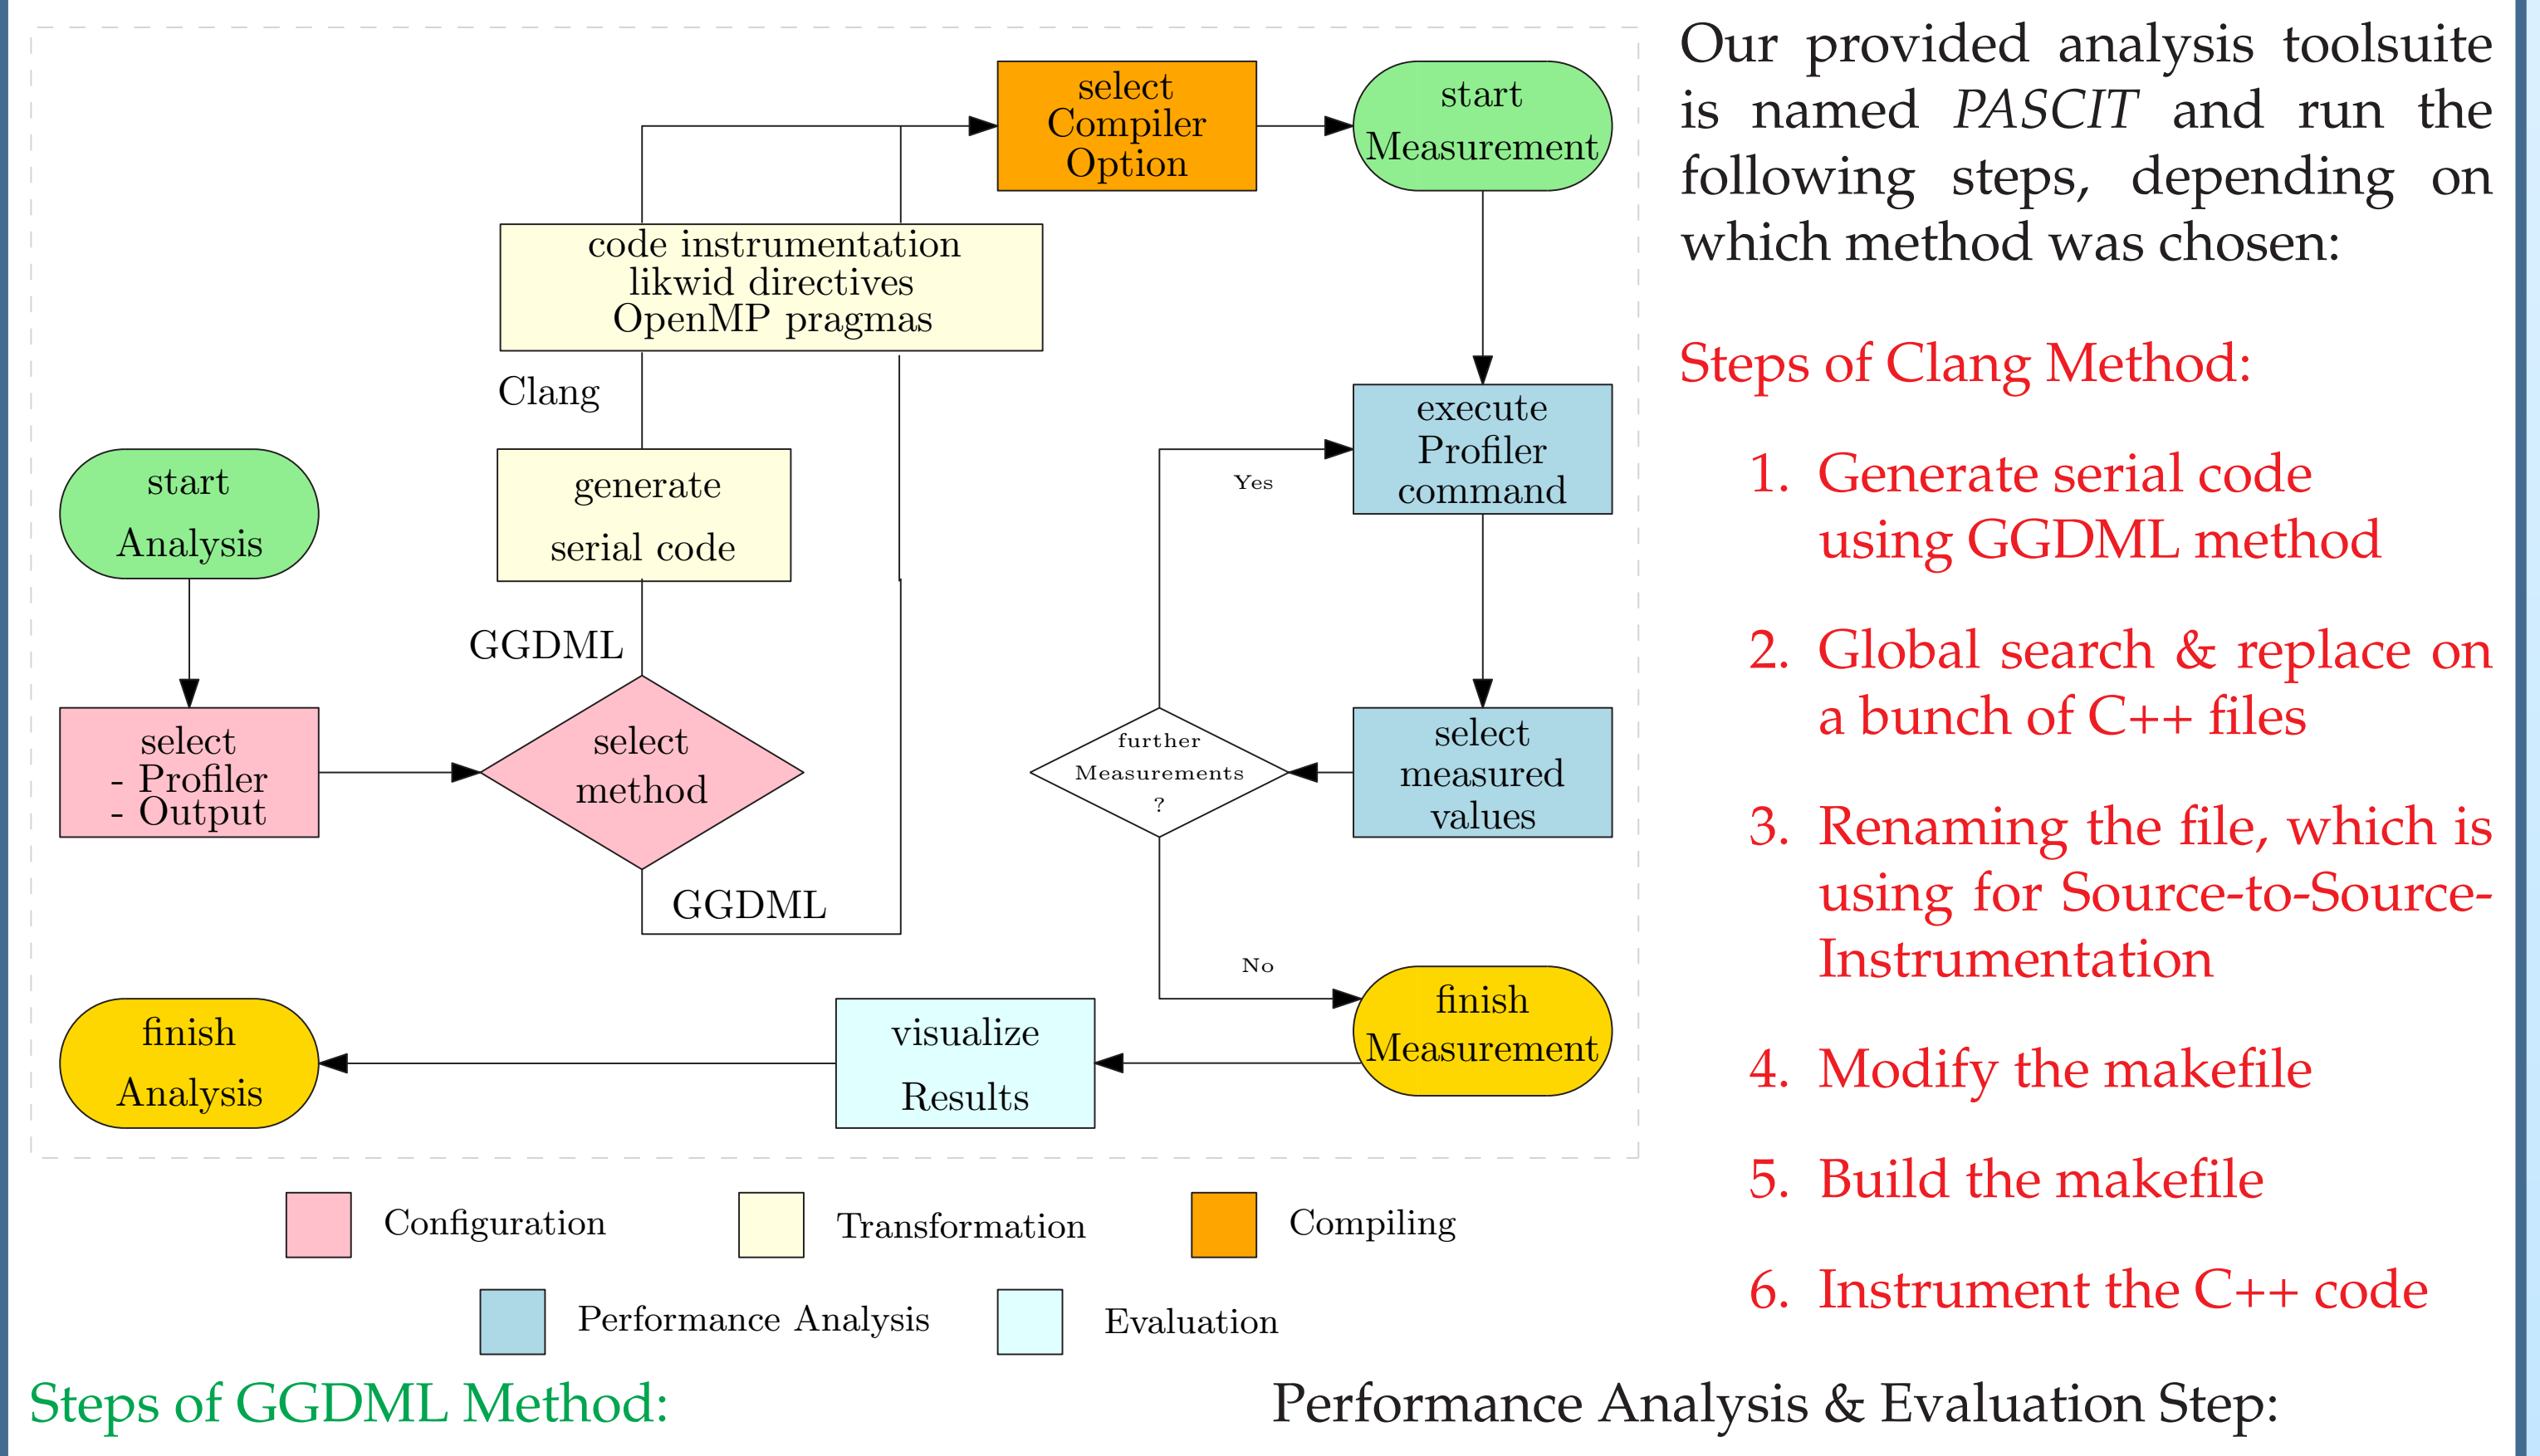 select
Compiler
Option
start
Measurement
code instrumentation
likwid directives
OpenMP pragmas
Clang
start
Analysis
generate
serial code
GGDML
select
- Profiler
- Output
select
method
GGDML
execute
Profiler
command
Yes
select
measured
values
further
Measurements
?
No
finish
Measurement
visualize
Results
finish
Analysis
Configuration
Transformation
Compiling
Performance Analysis
Evaluation
Our provided analysis toolsuite
is named PASCIT and run the
following steps, depending on
which method was chosen:
Steps of Clang Method:
1. Generate serial code
using GGDML method
2. Global search & replace on
a bunch of C++ files
3. Renaming the file, which is
using for Source-to-Source-
Instrumentation
4. Modify the makefile
5. Build the makefile
6. Instrument the C++ code
Steps of GGDML Method:
Performance Analysis & Evaluation Step: